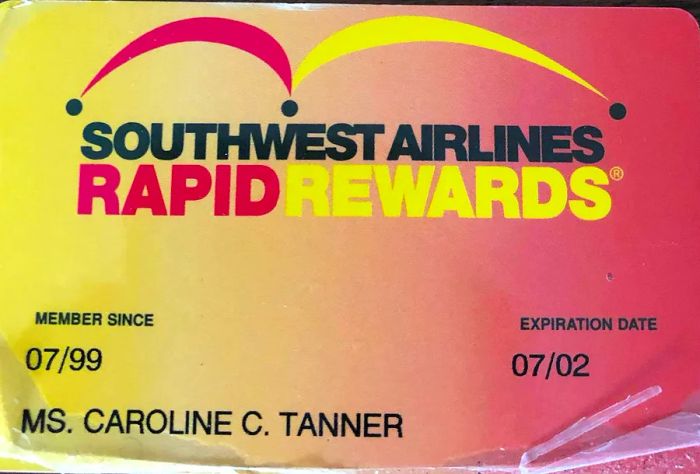 SOUTHWEST AIRLINES
RAPID REWARDS®
MEMBER SINCE
07/99
EXPIRATION DATE
07/02
MS. CAROLINE C. TANNER